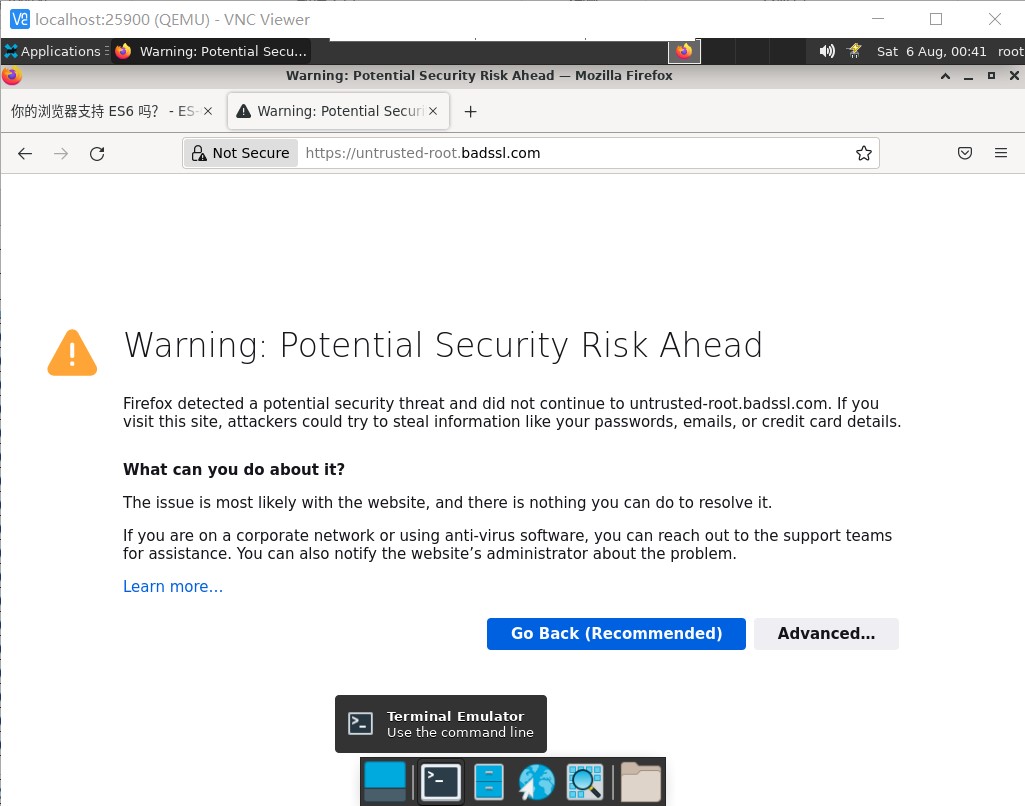 localhost:25900 (QEMU) - VNC Viewer
Applications
Warning: Potential Secu...
Sat 6 Aug, 00:41 root
Warning: Potential Security Risk Ahead — Mozilla Firefox
你的浏览器支持 ES6 吗? - ES-
Warning: Potential Securi
Not Secure
https://untrusted-root.badssl.com
Warning: Potential Security Risk Ahead
Firefox detected a potential security threat and did not continue to untrusted-root.badssl.com. If you
visit this site, attackers could try to steal information like your passwords, emails, or credit card details.
What can you do about it?
The issue is most likely with the website, and there is nothing you can do to resolve it.
If you are on a corporate network or using anti-virus software, you can reach out to the support teams
for assistance. You can also notify the website’s administrator about the problem.
Learn more…
Go Back (Recommended)
Advanced…
Terminal Emulator
Use the command line